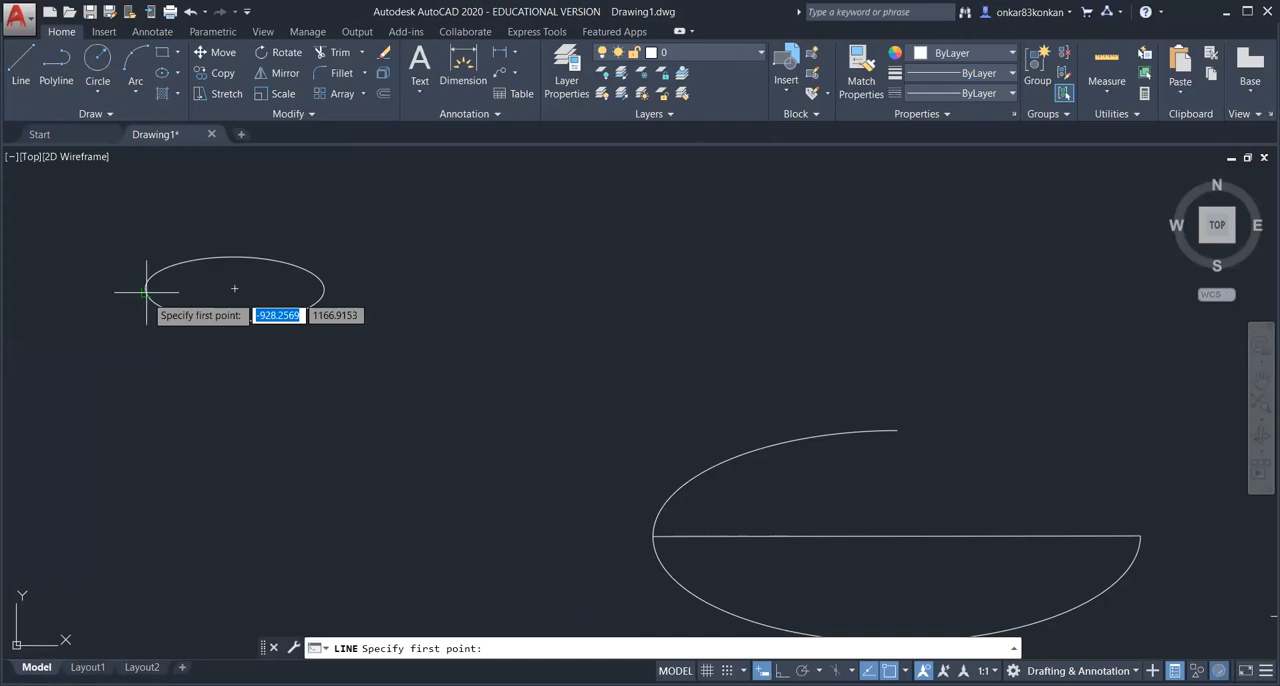 Autodesk AutoCAD 2020 - EDUCATIONAL VERSION Drawing1.dwg
Type a keyword or phrase
onkar83konkan
Home Insert Annotate Parametric View Manage Output Add-ins Collaborate Express Tools Featured Apps
Line Polyline Circle Arc
Draw
Move Rotate Trim
Copy Mirror Fillet
Stretch Scale Array
Modify
Text Dimension Table
Annotation
Layer Properties
0
Layers
Insert
Block
Match Properties
ByLayer
ByLayer
ByLayer
Properties
Group
Groups
Measure
Utilities
Paste
Clipboard
Base
View
Start Drawing1*
[−][Top][2D Wireframe]
N
W TOP E
S
WCS
Specify first point: -928.2569 1166.9153
Y
X
LINE Specify first point:
Model Layout1 Layout2
MODEL 1:1 Drafting & Annotation